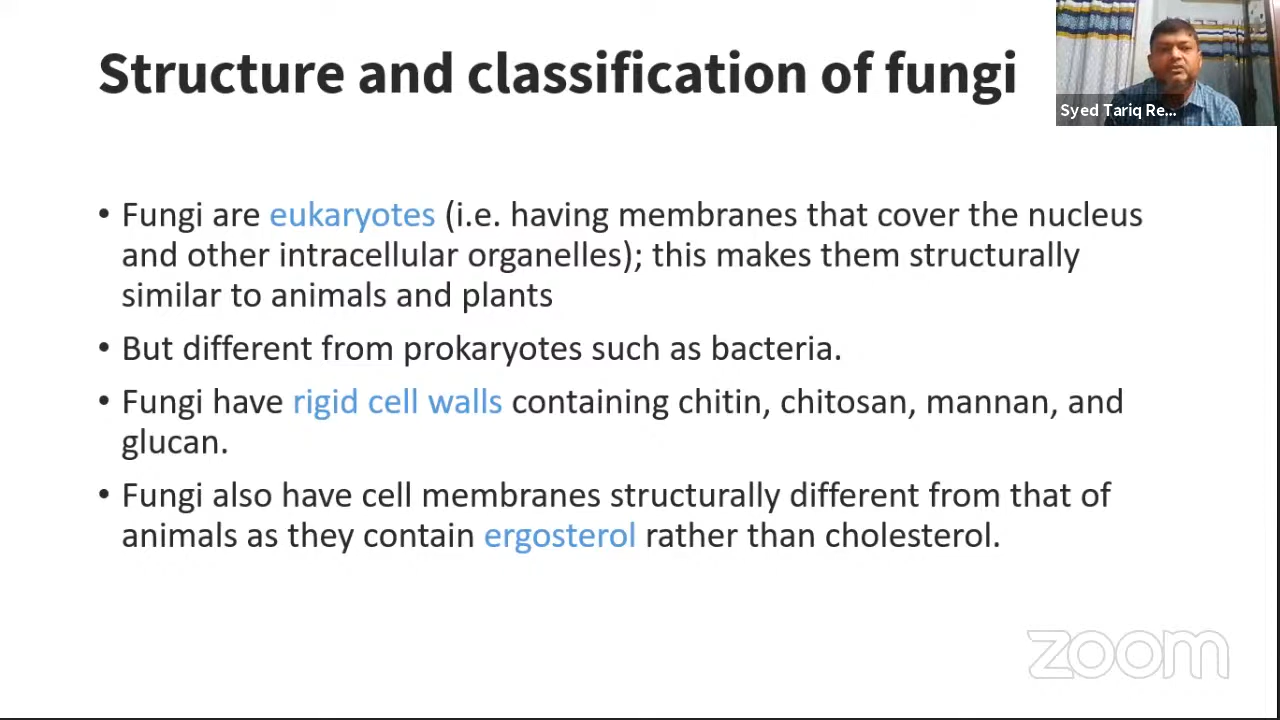 Structure and classification of fungi
Syed Tariq Re...
• Fungi are eukaryotes (i.e. having membranes that cover the nucleus
and other intracellular organelles); this makes them structurally
similar to animals and plants
• But different from prokaryotes such as bacteria.
• Fungi have rigid cell walls containing chitin, chitosan, mannan, and
glucan.
• Fungi also have cell membranes structurally different from that of
animals as they contain ergosterol rather than cholesterol.
zoom